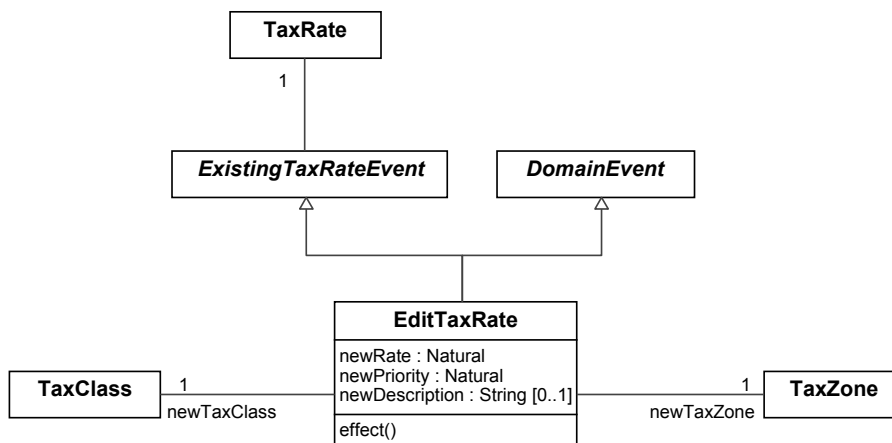 TaxRate
1
ExistingTaxRateEvent
DomainEvent
EditTaxRate
newRate : Natural
newPriority : Natural
newDescription : String [0..1]
effect()
TaxClass
1
newTaxClass
1
newTaxZone
TaxZone